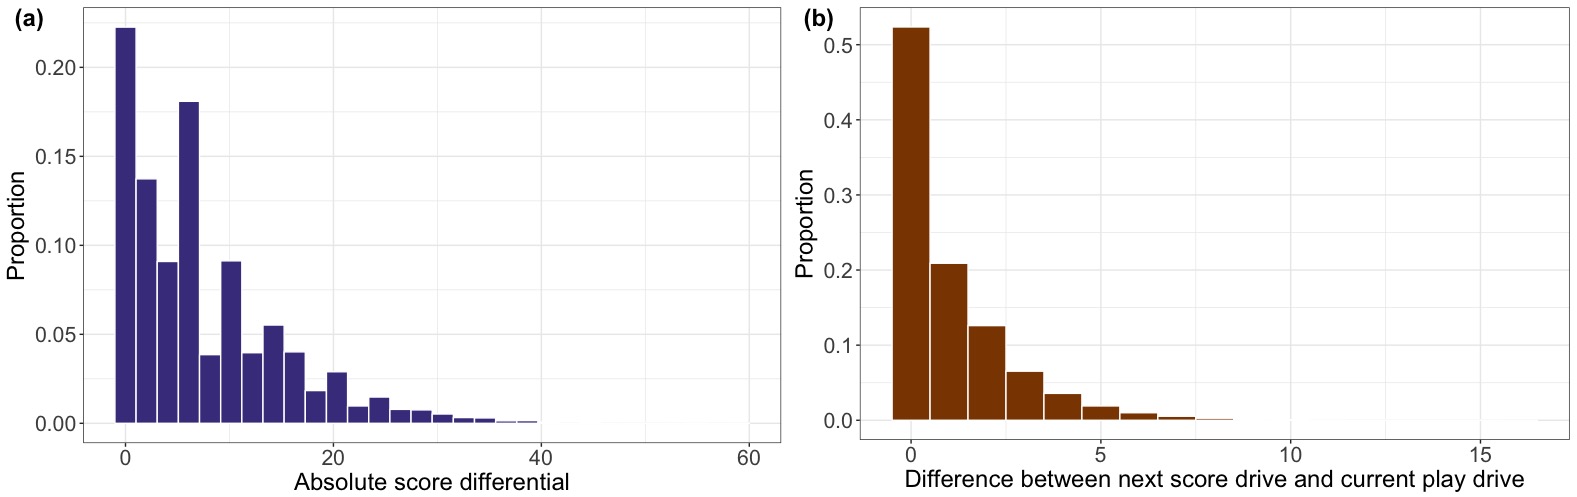 (a)
Proportion
0.20
0.15
0.10
0.05
0.00
0 20 40 60
Absolute score differential
(b)
Proportion
0.5
0.4
0.3
0.2
0.1
0.0
0 5 10 15
Difference between next score drive and current play drive